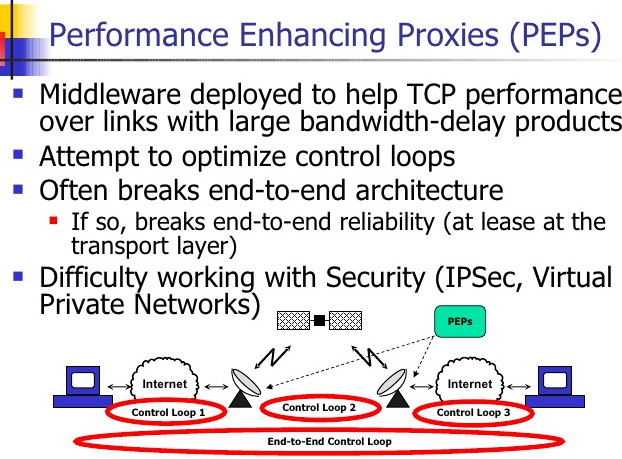 Performance Enhancing Proxies (PEPs)
Middleware deployed to help TCP performance
over links with large bandwidth-delay products
Attempt to optimize control loops
Often breaks end-to-end architecture
If so, breaks end-to-end reliability (at lease at the
transport layer)
Difficulty working with Security (IPSec, Virtual
Private Networks)
PEPs
Internet
Internet
Control Loop 1
Control Loop 2
Control Loop 3
End-to-End Control Loop